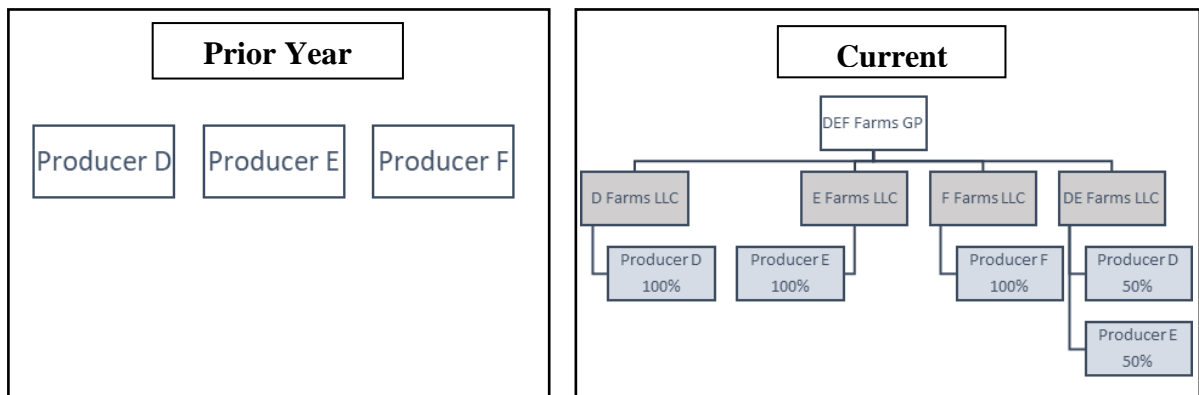 Prior Year
Producer D
Producer E
Producer F
Current
DEF Farms GP
D Farms LLC
E Farms LLC
F Farms LLC
DE Farms LLC
Producer D
100%
Producer E
100%
Producer F
100%
Producer D
50%
Producer E
50%